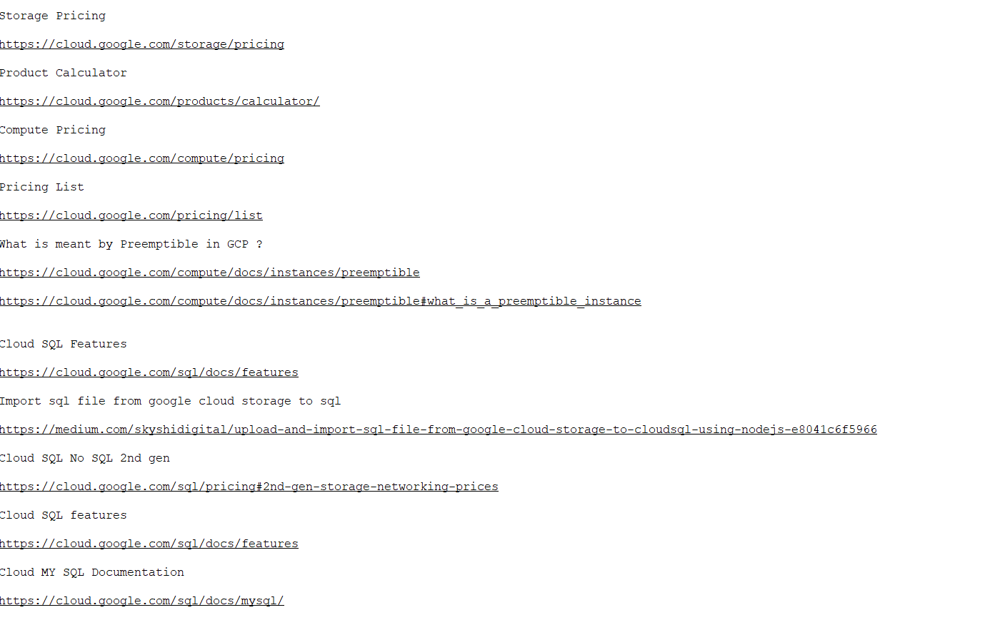 Storage Pricing
https://cloud.google.com/storage/pricing
Product Calculator
https://cloud.google.com/products/calculator/
Compute Pricing
https://cloud.google.com/compute/pricing
Pricing List
https://cloud.google.com/pricing/list
What is meant by Preemptible in GCP ?
https://cloud.google.com/compute/docs/instances/preemptible
https://cloud.google.com/compute/docs/instances/preemptible#what_is_a_preemptible_instance
Cloud SQL Features
https://cloud.google.com/sql/docs/features
Import sql file from google cloud storage to sql
https://medium.com/skyshidigital/upload-and-import-sql-file-from-google-cloud-storage-to-cloudsql-using-nodejs-e8041c6f5966
Cloud SQL No SQL 2nd gen
https://cloud.google.com/sql/pricing#2nd-gen-storage-networking-prices
Cloud SQL features
https://cloud.google.com/sql/docs/features
Cloud MY SQL Documentation
https://cloud.google.com/sql/docs/mysql/